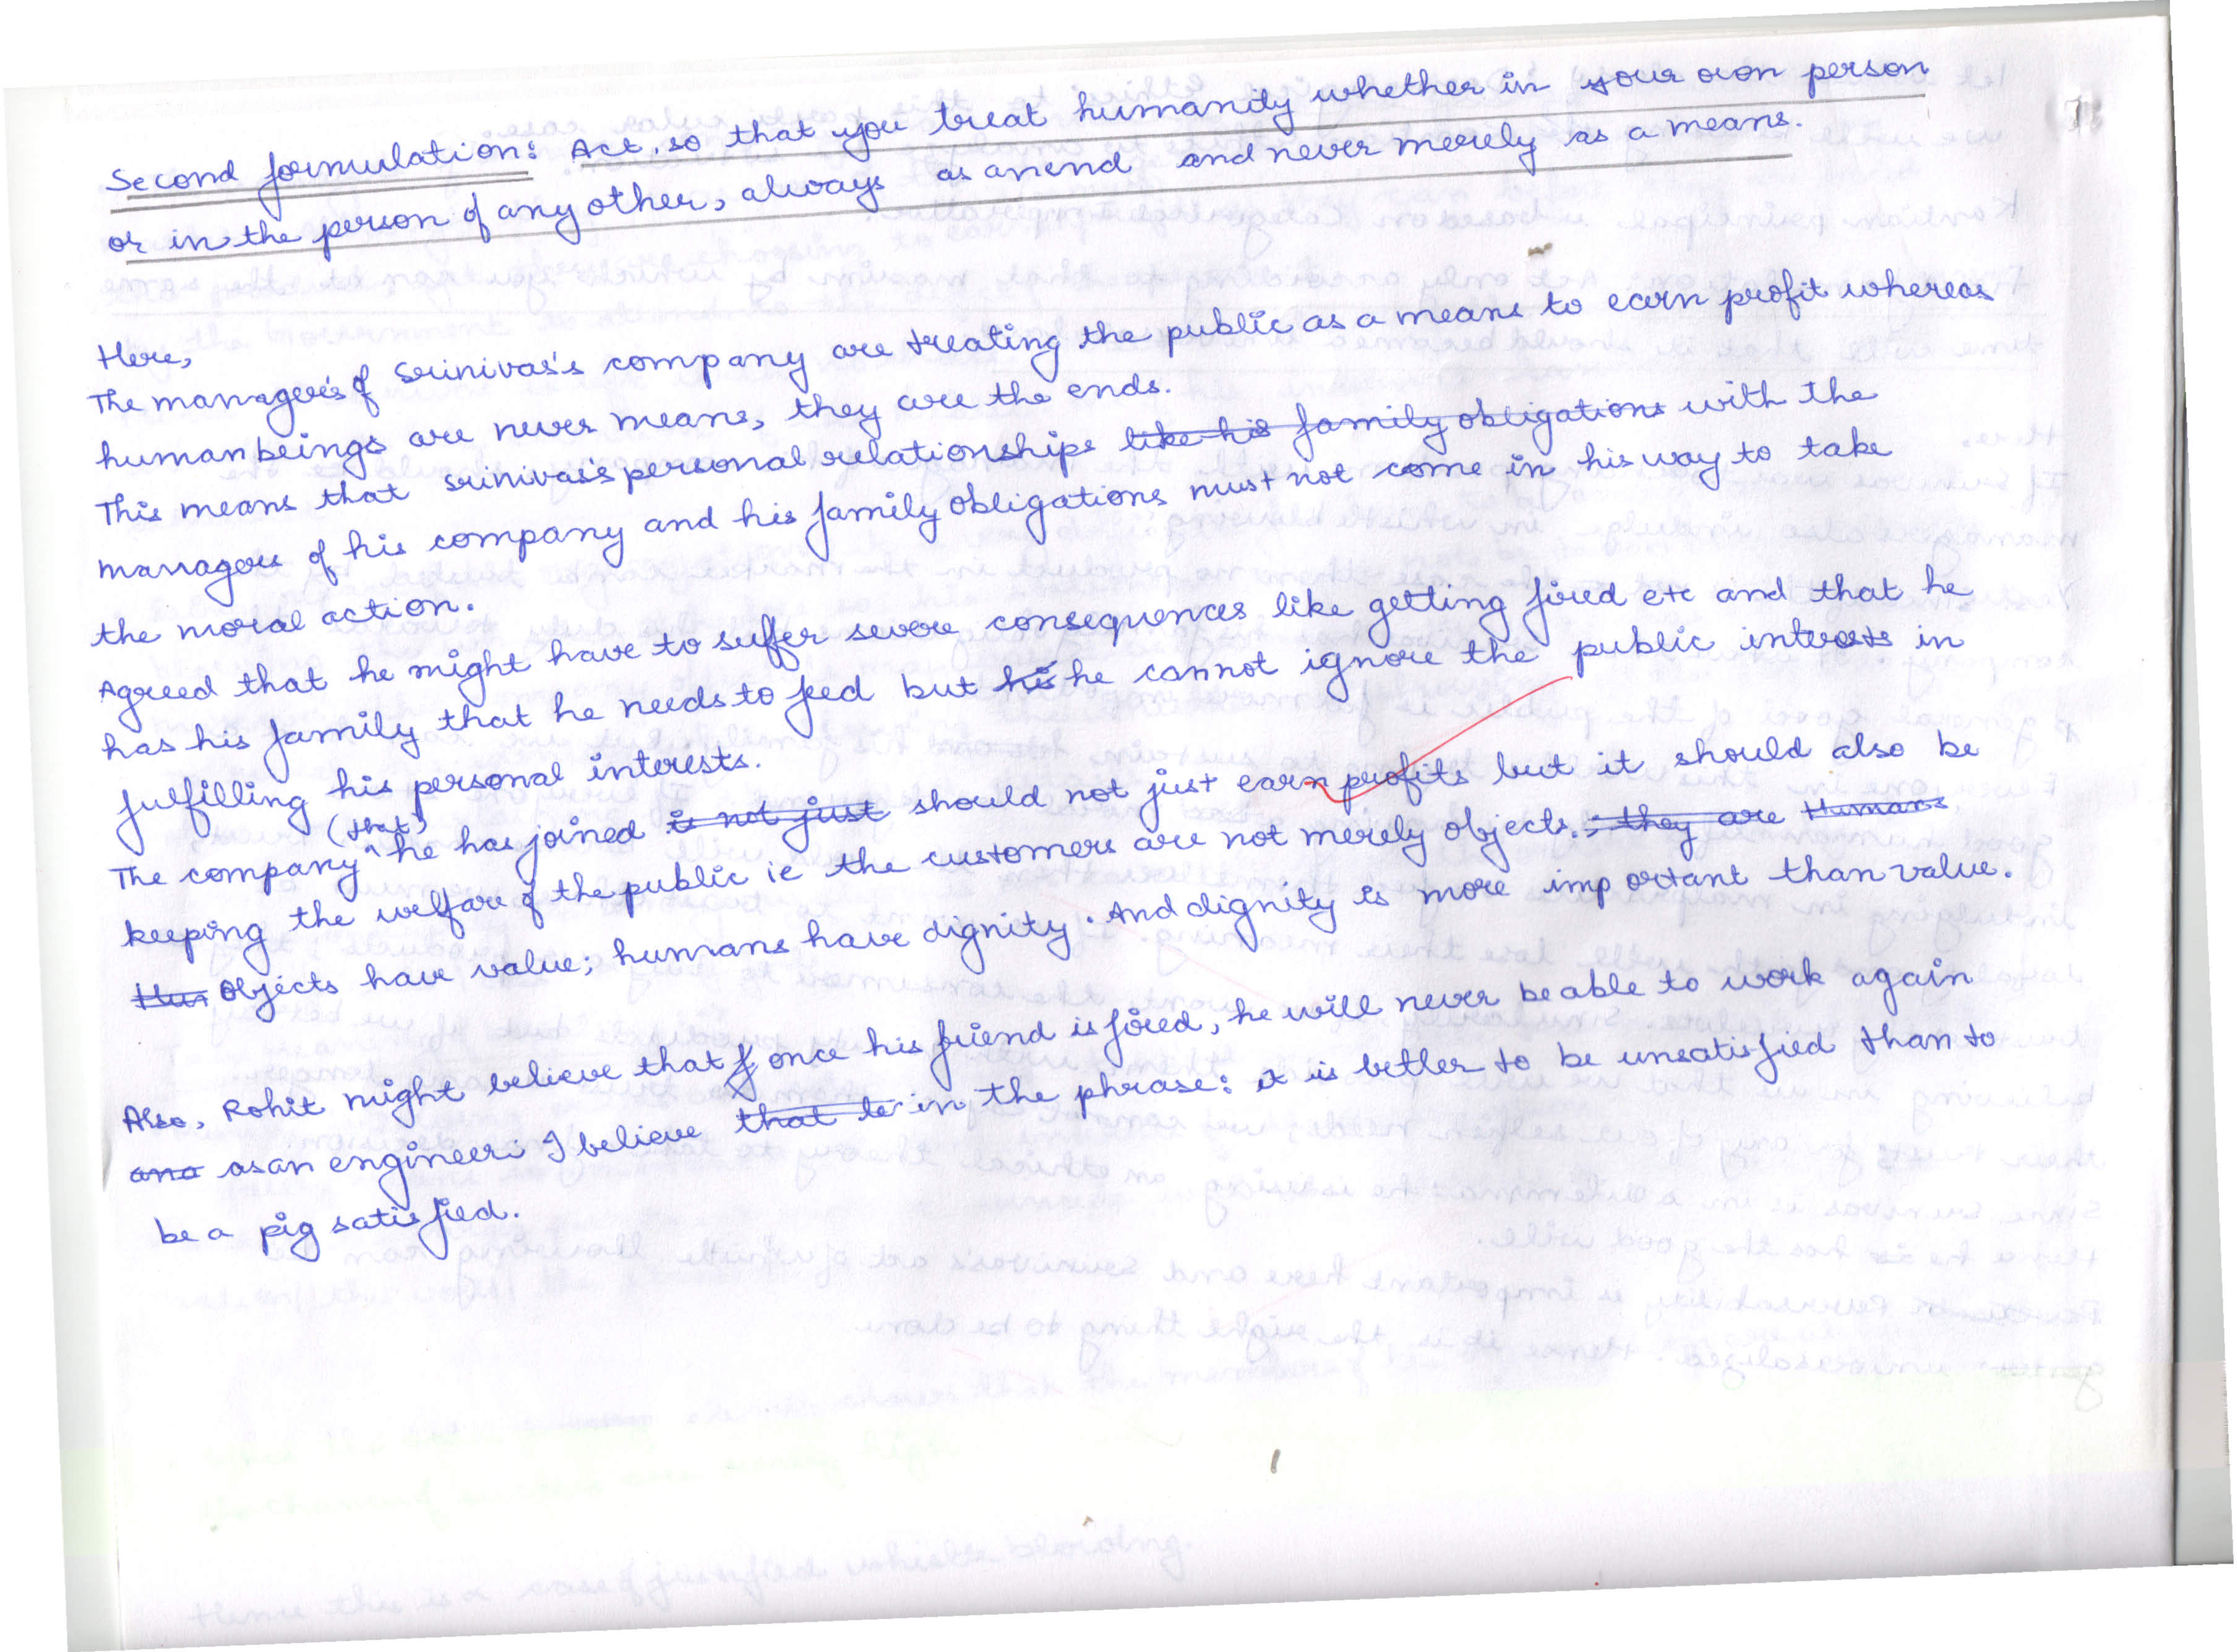 Second formulation: Act, so that you treat humanity whether in your own person
or in the person of any other, always as an end and never merely as a means.
Here,
The managers of Srinivas's company are treating the public as a means to earn profit whereas
human beings are never means, they are the ends.
This means that srinivas's personal relationships like his family obligations with the
managers of his company and his family obligations must not come in his way to take
the moral action.
Agreed that he might have to suffer severe consequences like getting fired etc and that he
has his family that he needs to feed but his he cannot ignore the public interests in
fulfilling his personal interests.
The company (that) he has joined is not just should not just earn profits but it should also be
keeping the welfare of the public ie the customers are not merely objects. ; they are Humans
Hum objects have value; humans have dignity. And dignity is more important than value.
Also, Rohit might believe that if once his friend is fired, he will never be able to work again
and as an engineer: I believe that in the phrase: it is better to be unsatisfied than to
be a pig satisfied.